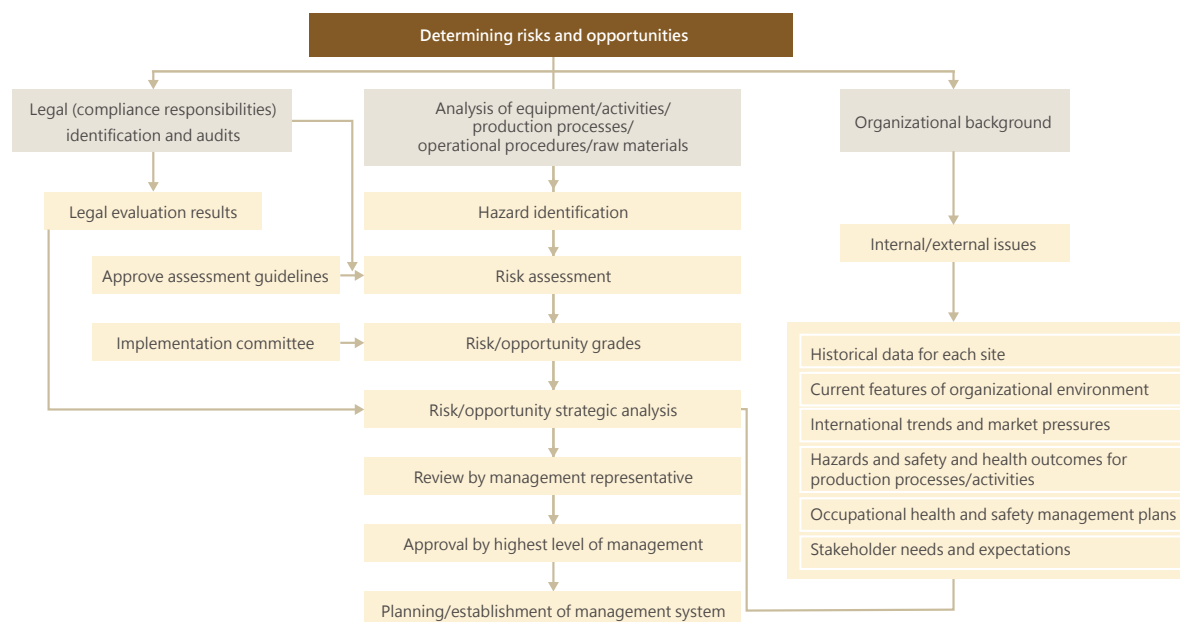 Determining risks and opportunities
Legal (compliance responsibilities)
identification and audits
Analysis of equipment/activities/
production processes/
operational procedures/raw materials
Organizational background
Legal evaluation results
Hazard identification
Internal/external issues
Approve assessment guidelines
Risk assessment
Implementation committee
Risk/opportunity grades
Historical data for each site
Current features of organizational environment
International trends and market pressures
Hazards and safety and health outcomes for
production processes/activities
Occupational health and safety management plans
Stakeholder needs and expectations
Risk/opportunity strategic analysis
Review by management representative
Approval by highest level of management
Planning/establishment of management system